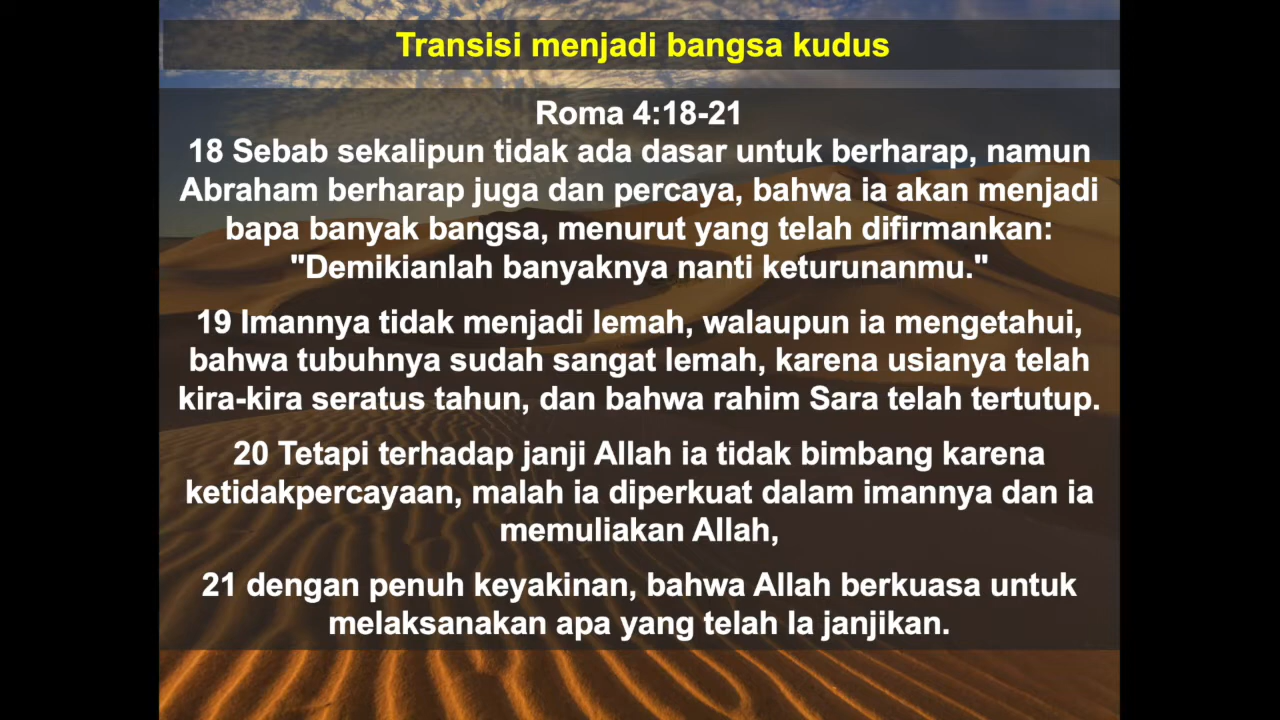 Transisi menjadi bangsa kudus
Roma 4:18-21
18 Sebab sekalipun tidak ada dasar untuk berharap, namun
Abraham berharap juga dan percaya, bahwa ia akan menjadi
bapa banyak bangsa, menurut yang telah difirmankan:
"Demikianlah banyaknya nanti keturunanmu."
19 Imannya tidak menjadi lemah, walaupun ia mengetahui,
bahwa tubuhnya sudah sangat lemah, karena usianya telah
kira-kira seratus tahun, dan bahwa rahim Sara telah tertutup.
20 Tetapi terhadap janji Allah ia tidak bimbang karena
ketidakpercayaan, malah ia diperkuat dalam imannya dan ia
memuliakan Allah,
21 dengan penuh keyakinan, bahwa Allah berkuasa untuk
melaksanakan apa yang telah Ia janjikan.